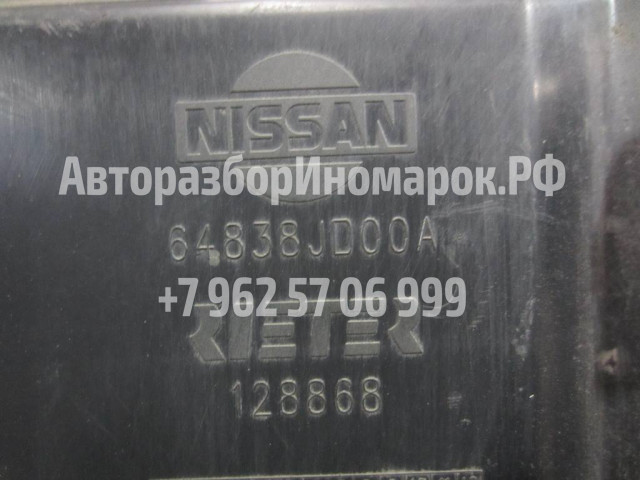 NISSAN
АвторазборИномарок.РФ
64838JD00A
+7 962 57 06 999
RIETER
128868